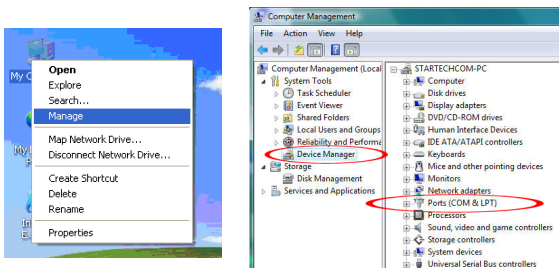 My C
My
P
In
E
Open
Explore
Search...
Manage
Map Network Drive...
Disconnect Network Drive...
Create Shortcut
Delete
Rename
Properties
Computer Management
File Action View Help
Computer Management (Local
System Tools
Task Scheduler
Event Viewer
Shared Folders
Local Users and Groups
Reliability and Performa
Device Manager
Storage
Disk Management
Services and Applications
STARTECHCOM-PC
Computer
Disk drives
Display adapters
DVD/CD-ROM drives
Human Interface Devices
IDE ATA/ATAPI controllers
Keyboards
Mice and other pointing devices
Monitors
Network adapters
Ports (COM & LPT)
Processors
Sound, video and game controllers
Storage controllers
System devices
Universal Serial Bus controllers